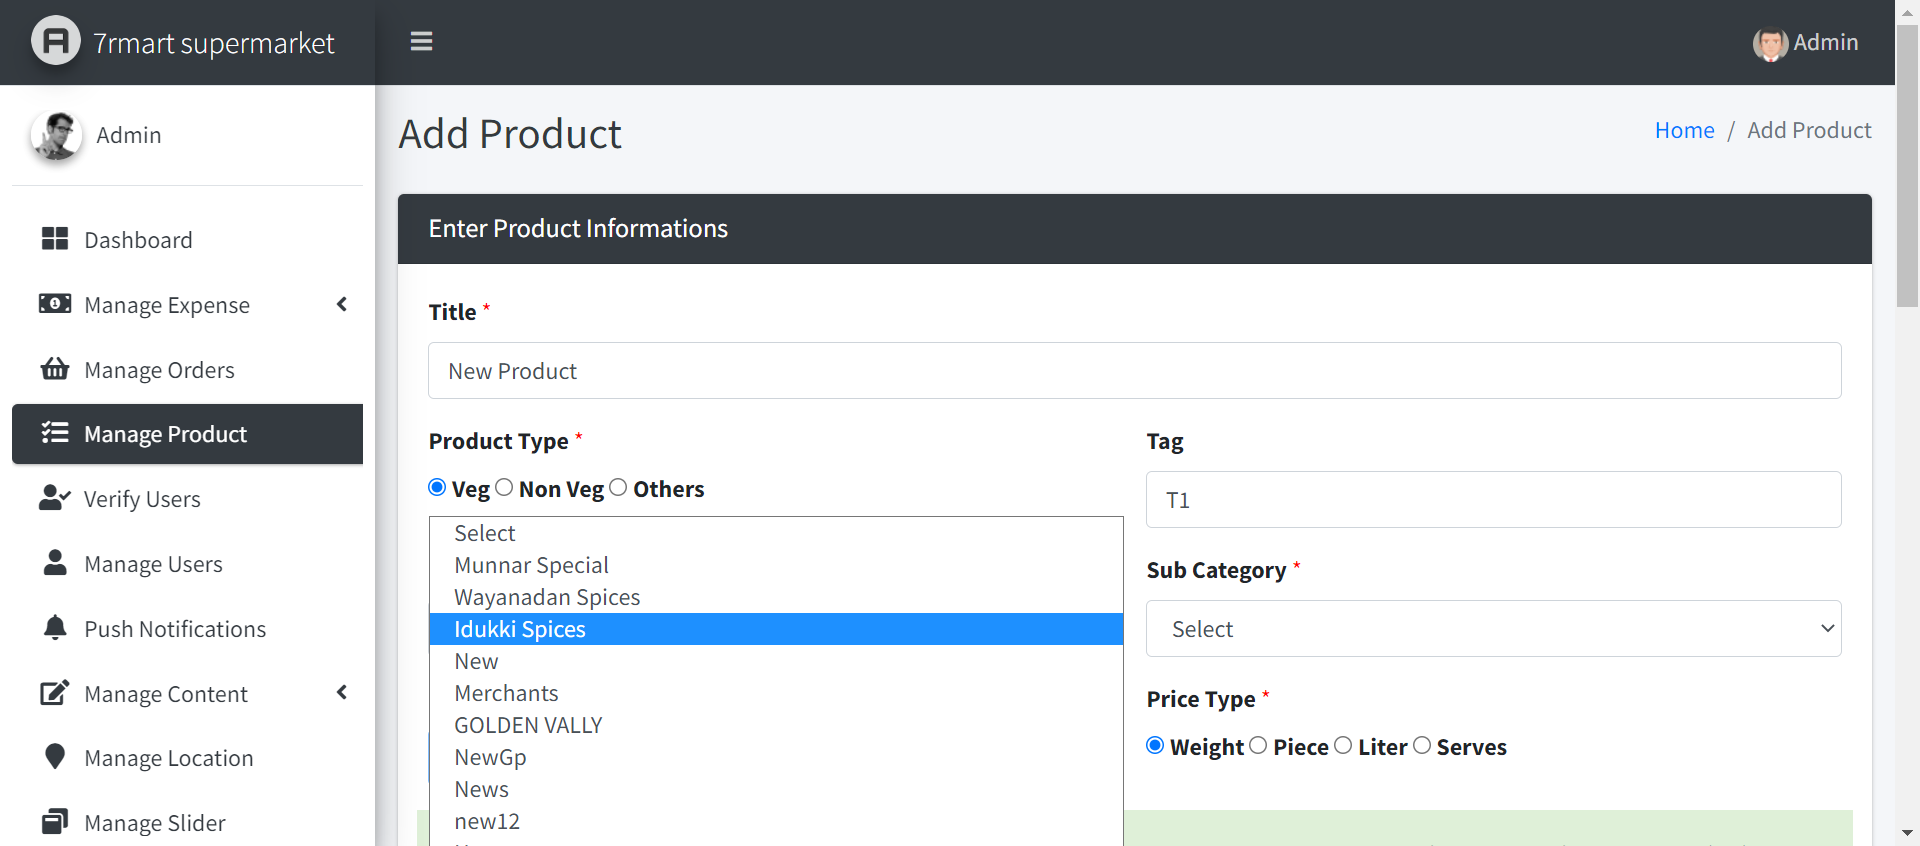 7rmart supermarket
Admin
Admin
Add Product
Home / Add Product
Dashboard
Manage Expense
Manage Orders
Manage Product
Verify Users
Manage Users
Push Notifications
Manage Content
Manage Location
Manage Slider
Enter Product Informations
Title *
New Product
Product Type *
Veg Non Veg Others
Tag
T1
Select
Munnar Special
Wayanadan Spices
Idukki Spices
New
Merchants
GOLDEN VALLY
NewGp
News
new12
Sub Category *
Select
Price Type *
Weight Piece Liter Serves